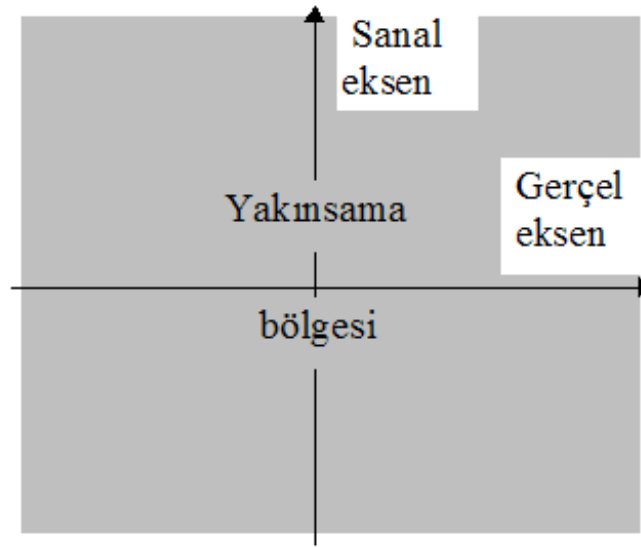 Sanal
eksen
Gerçel
eksen
Yakınsama
bölgesi